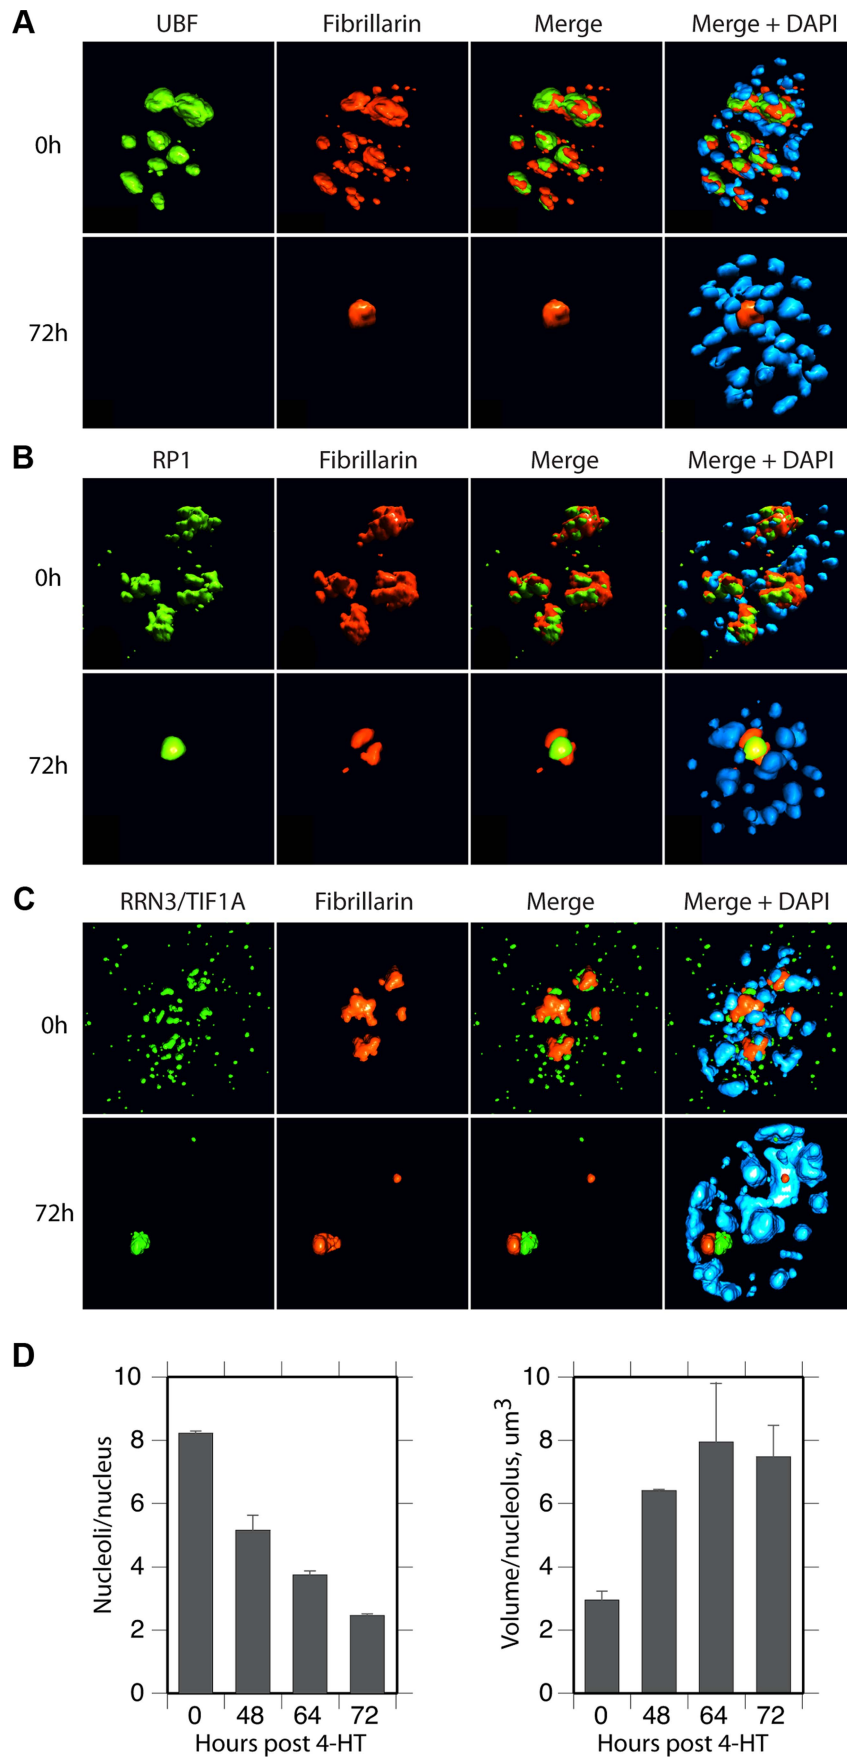 A
UBF Fibrillarin Merge Merge + DAPI
0h
72h
B
RP1 Fibrillarin Merge Merge + DAPI
0h
72h
C
RRN3/TIF1A Fibrillarin Merge Merge + DAPI
0h
72h
D
Nucleoli/nucleus
10
8
6
4
2
0
0 48 64 72
Hours post 4-HT
Volume/nucleolus, um³
10
8
6
4
2
0
0 48 64 72
Hours post 4-HT